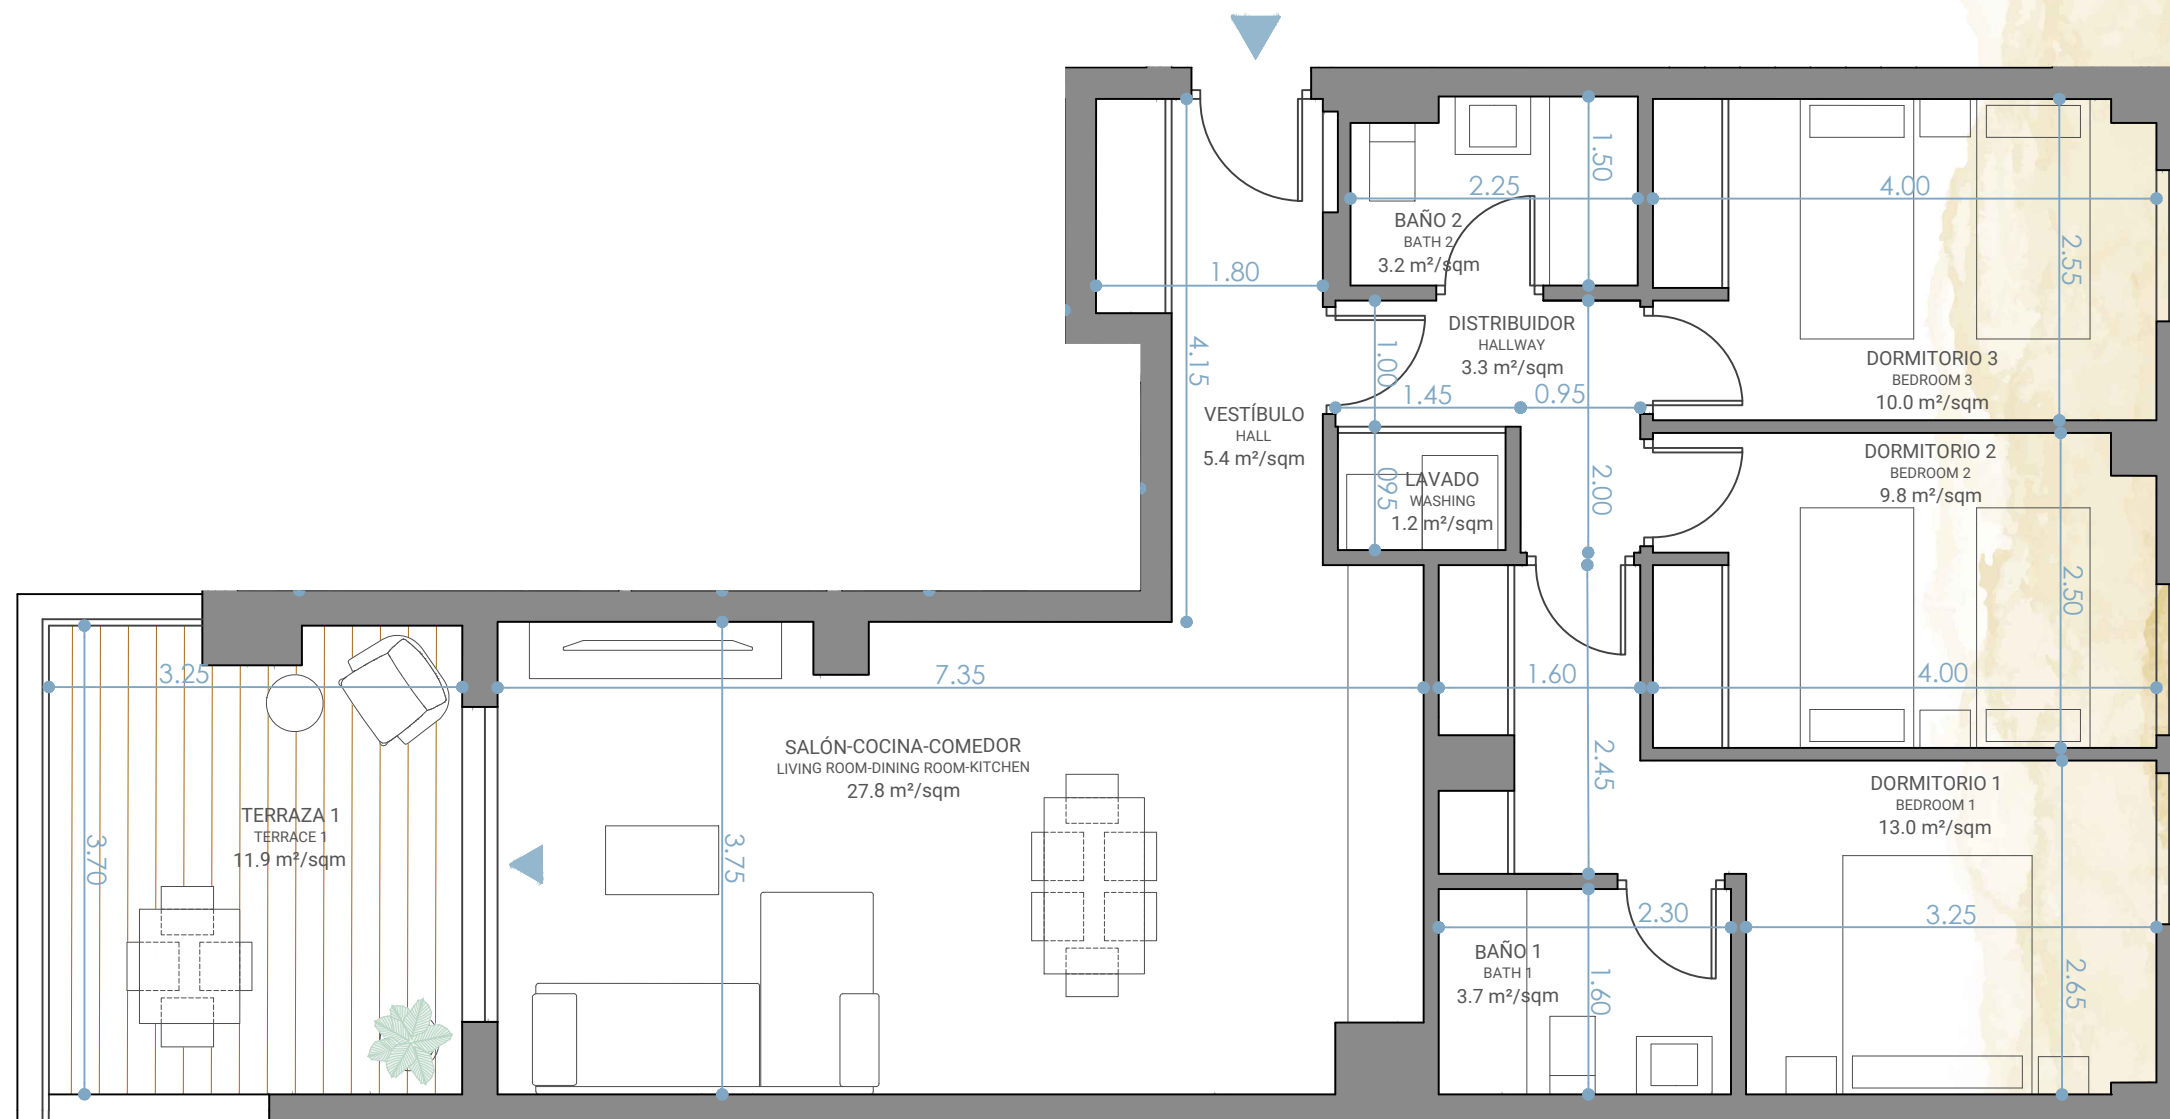 1.50
2.25
4.00
BAÑO 2
BATH 2
3.2 m²/sqm
2.55
1.80
DISTRIBUIDOR
HALLWAY
3.3 m²/sqm
1.00
4.15
DORMITORIO 3
BEDROOM 3
10.0 m²/sqm
1.45
0.95
VESTÍBULO
HALL
5.4 m²/sqm
DORMITORIO 2
BEDROOM 2
9.8 m²/sqm
095
LAVADO
WASHING
1.2 m²/sqm
2.00
2.50
3.25
7.35
1.60
4.00
SALÓN-COCINA-COMEDOR
LIVING ROOM-DINING ROOM-KITCHEN
27.8 m²/sqm
2.45
DORMITORIO 1
BEDROOM 1
13.0 m²/sqm
TERRAZA 1
TERRACE 1
11.9 m²/sqm
3.70
3.75
2.30
3.25
BAÑO 1
BATH 1
3.7 m²/sqm
1.60
2.65